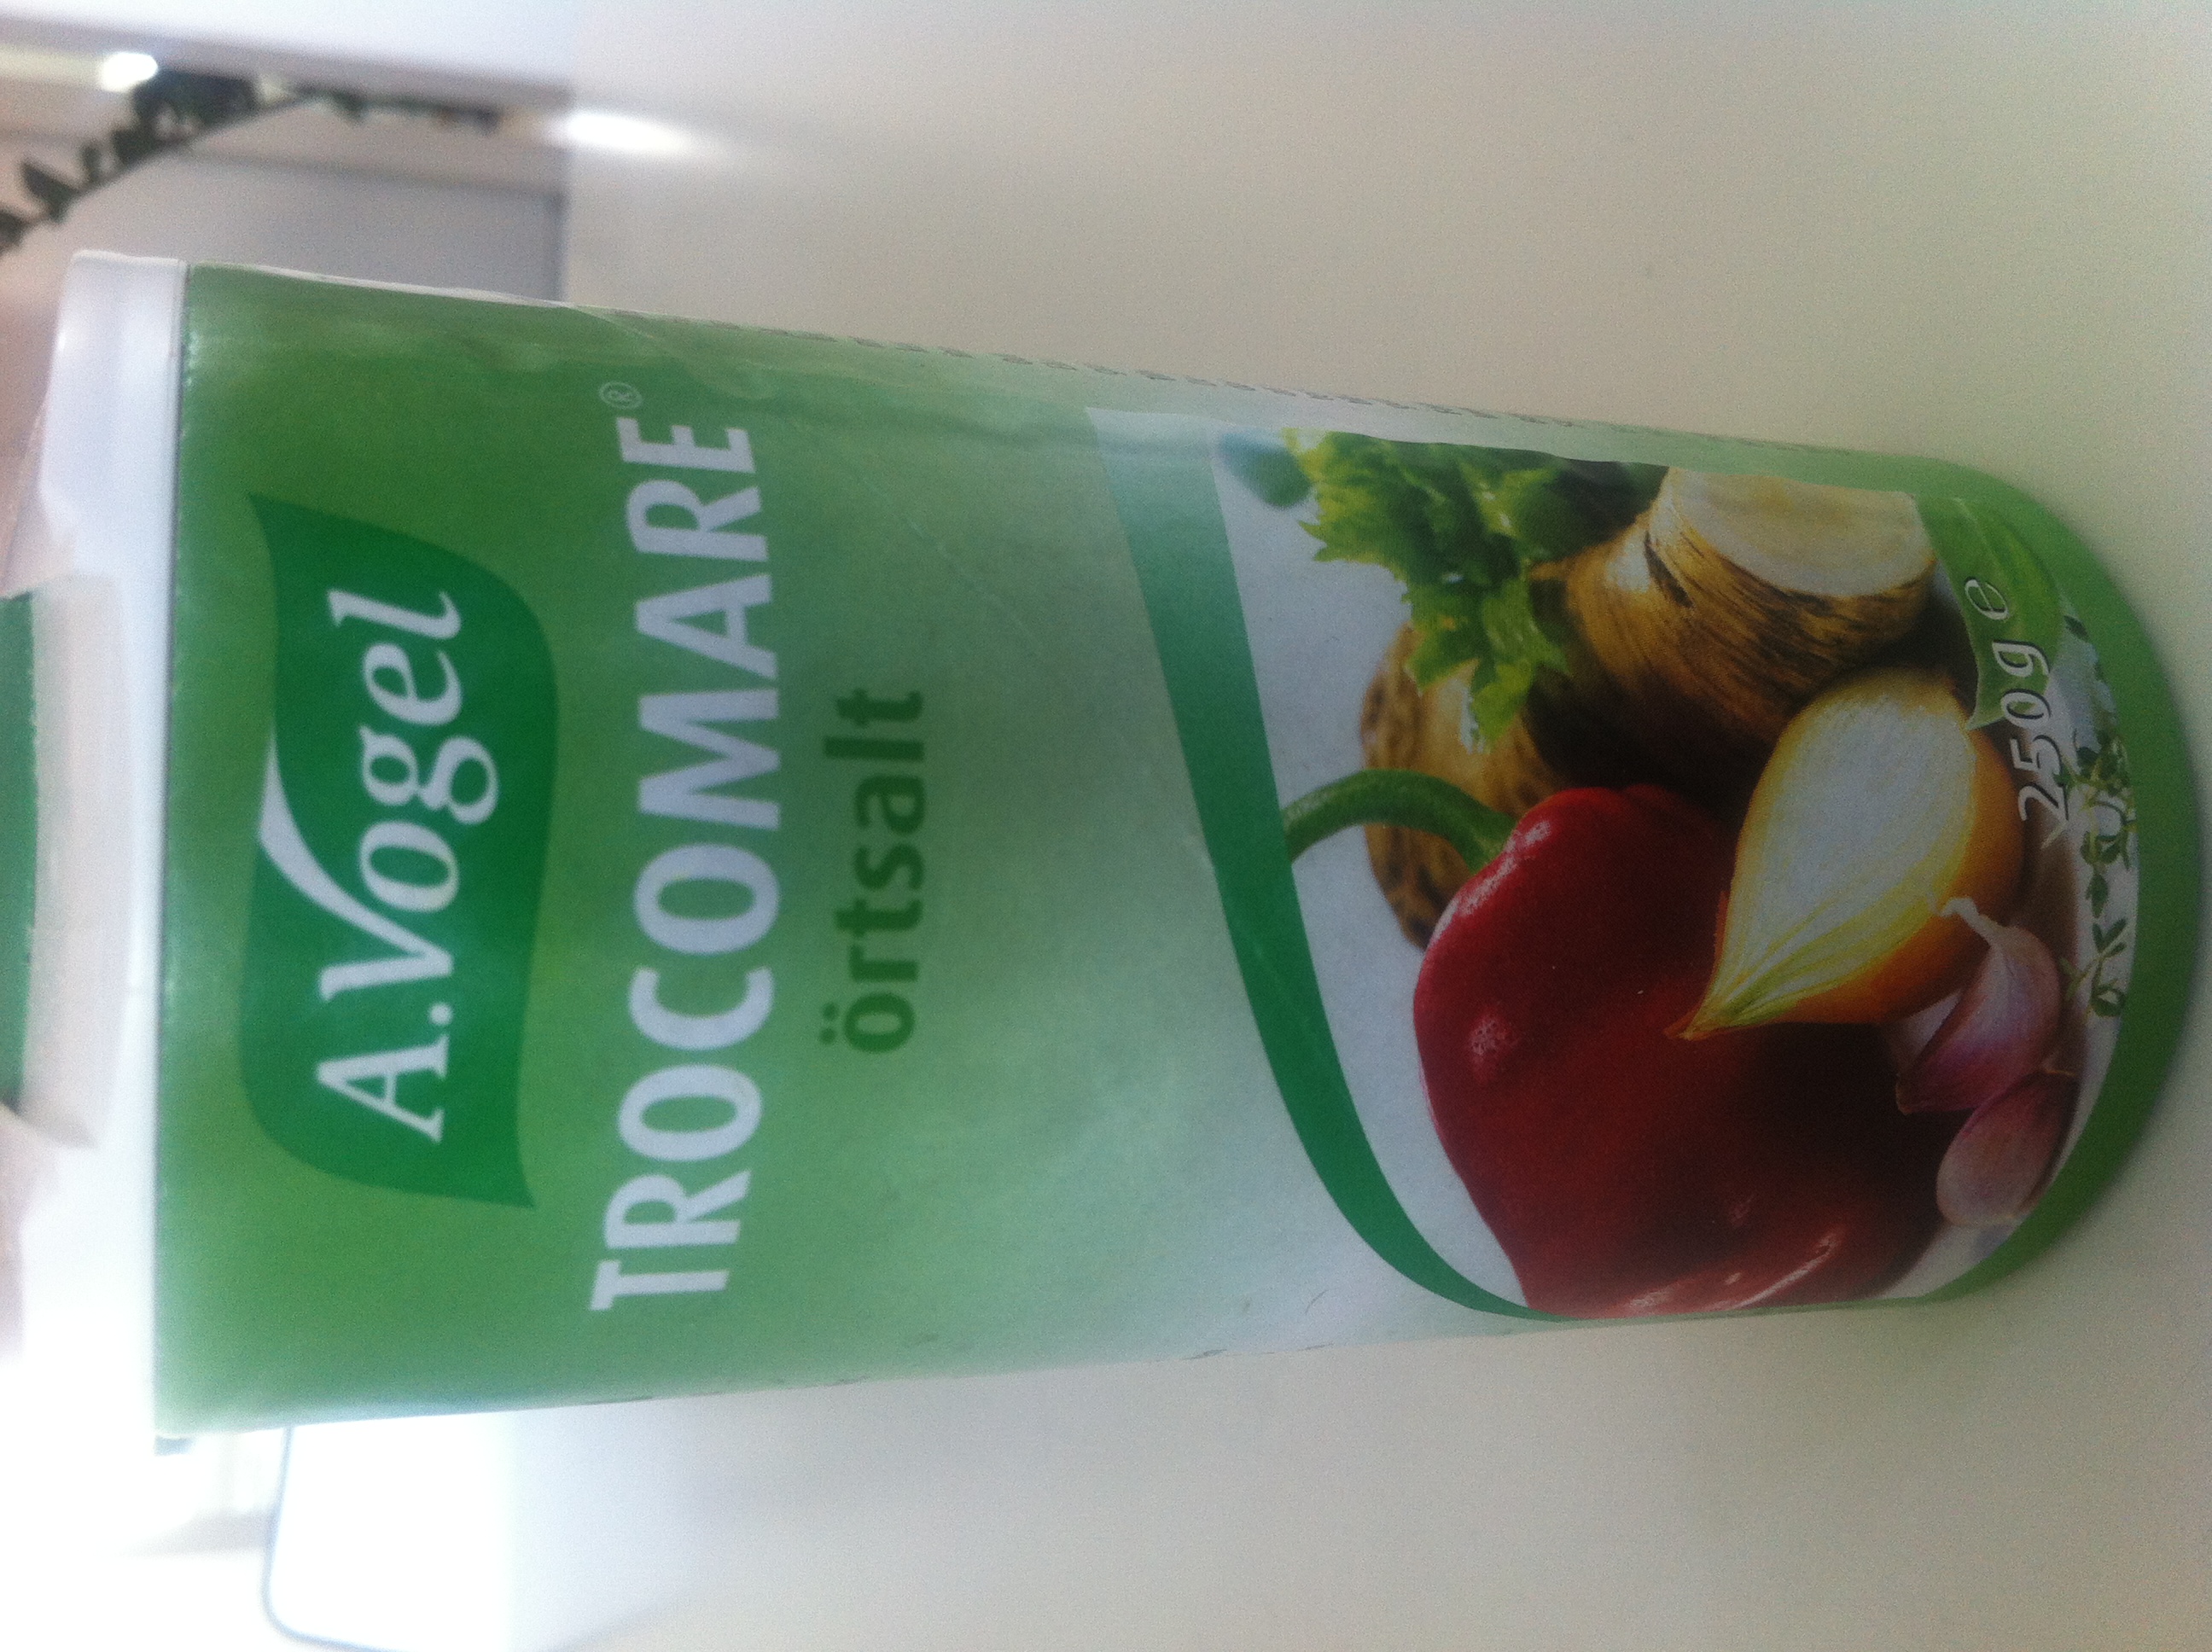 A.Vogel
TROCOMARE®
örtsalt
250g e